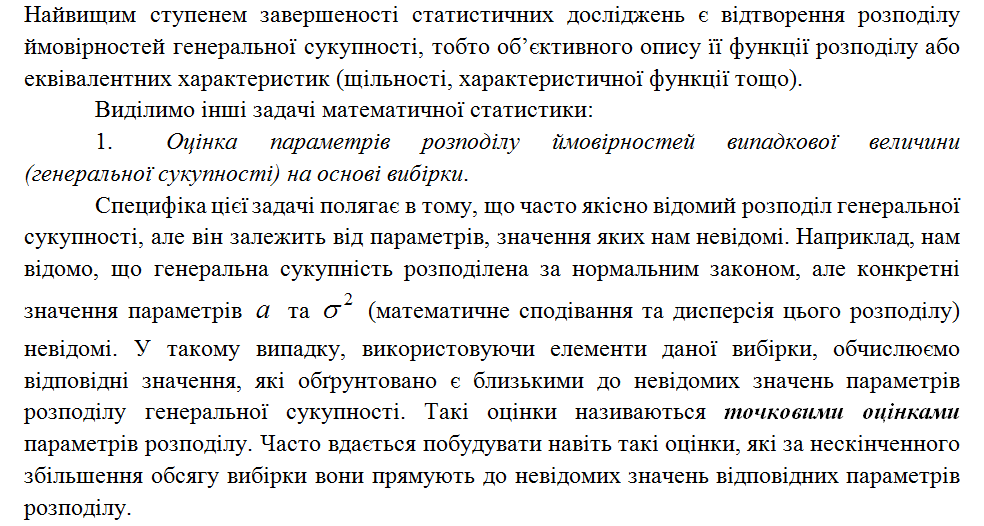 Найвищим ступенем завершеності статистичних досліджень є відтворення розподілу
ймовірностей генеральної сукупності, тобто об’єктивного опису її функції розподілу або
еквівалентних характеристик (щільності, характеристичної функції тощо).
Виділимо інші задачі математичної статистики:
1. Оцінка параметрів розподілу ймовірностей випадкової величини
(генеральної сукупності) на основі вибірки.
Специфіка цієї задачі полягає в тому, що часто якісно відомий розподіл генеральної
сукупності, але він залежить від параметрів, значення яких нам невідомі. Наприклад, нам
відомо, що генеральна сукупність розподілена за нормальним законом, але конкретні
значення параметрів a та σ² (математичне сподівання та дисперсія цього розподілу)
невідомі. У такому випадку, використовуючи елементи даної вибірки, обчислюємо
відповідні значення, які обґрунтовано є близькими до невідомих значень параметрів
розподілу генеральної сукупності. Такі оцінки називаються точковими оцінками
параметрів розподілу. Часто вдається побудувати навіть такі оцінки, які за нескінченного
збільшення обсягу вибірки вони прямують до невідомих значень відповідних параметрів
розподілу.